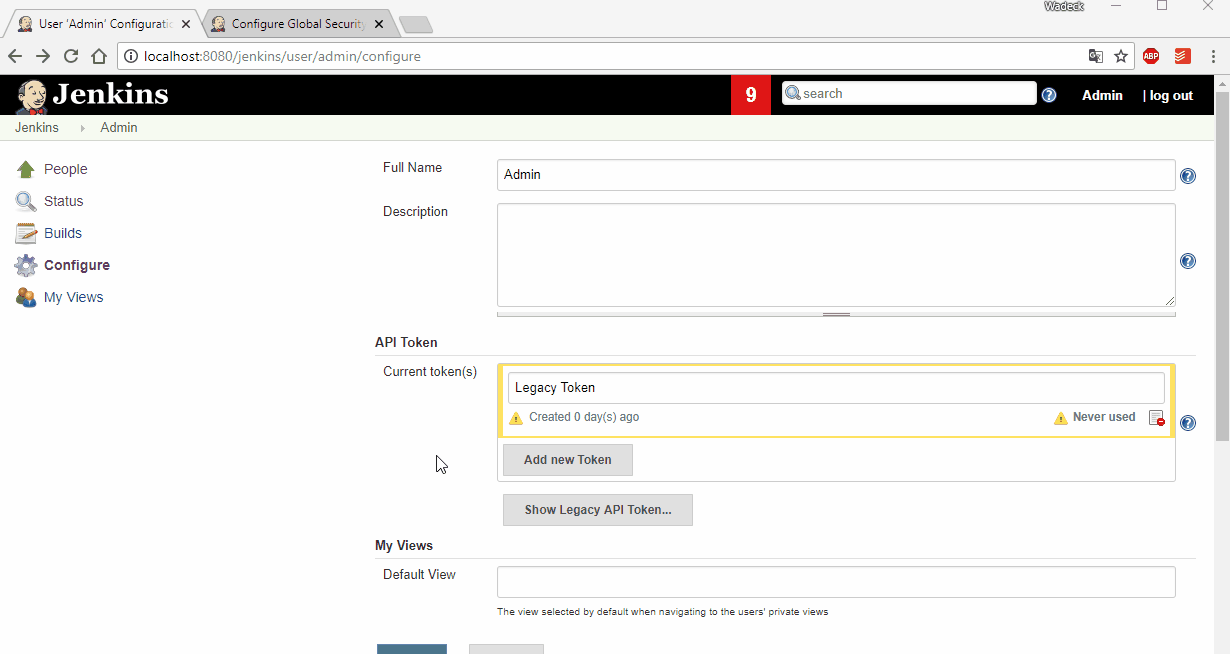 Wadeck
User 'Admin' Configuratic
Configure Global Security
localhost:8080/jenkins/user/admin/configure
ABP
Jenkins
9
search
Admin
| log out
Jenkins
Admin
People
Status
Builds
Configure
My Views
Full Name
Admin
Description
API Token
Current token(s)
Legacy Token
Created 0 day(s) ago
Never used
Add new Token
Show Legacy API Token...
My Views
Default View
The view selected by default when navigating to the users' private views